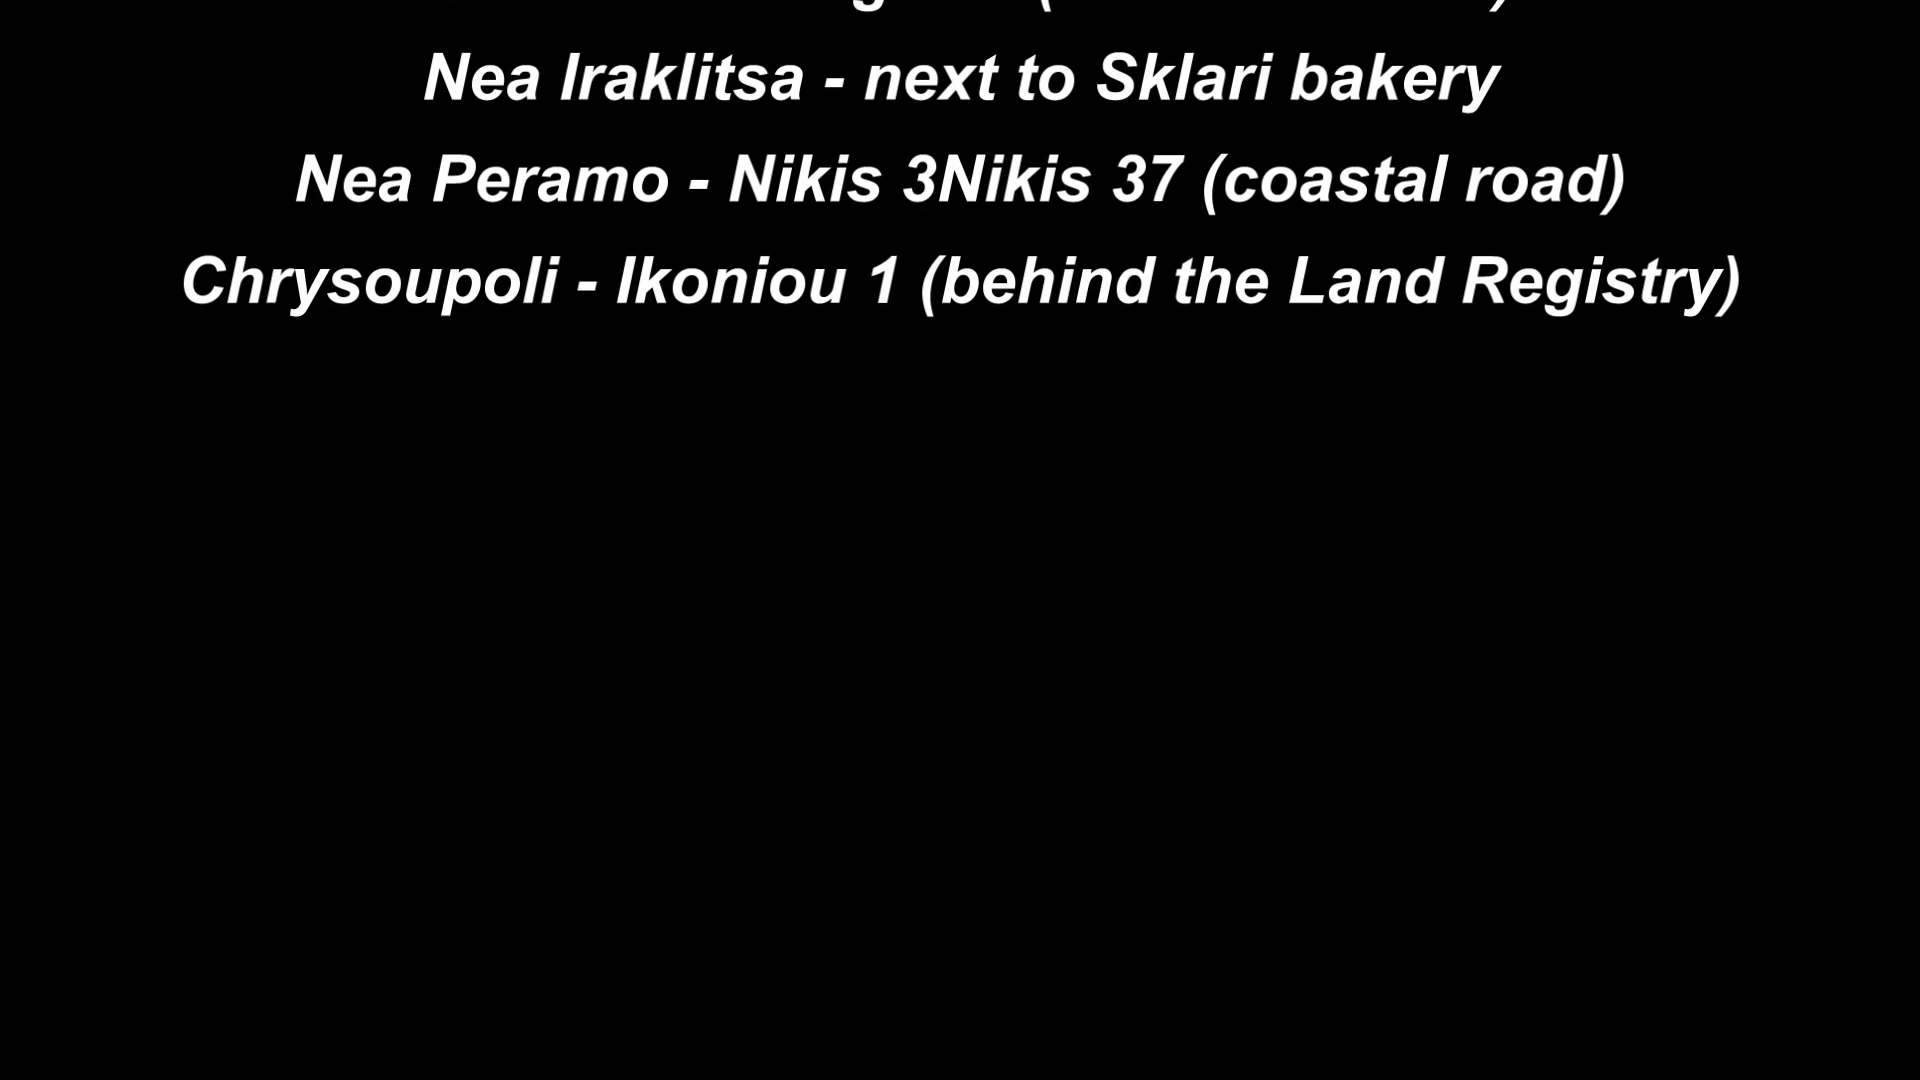 Nea Iraklitsa - next to Sklari bakery
Nea Peramo - Nikis 3Nikis 37 (coastal road)
Chrysoupoli - Ikoniou 1 (behind the Land Registry)